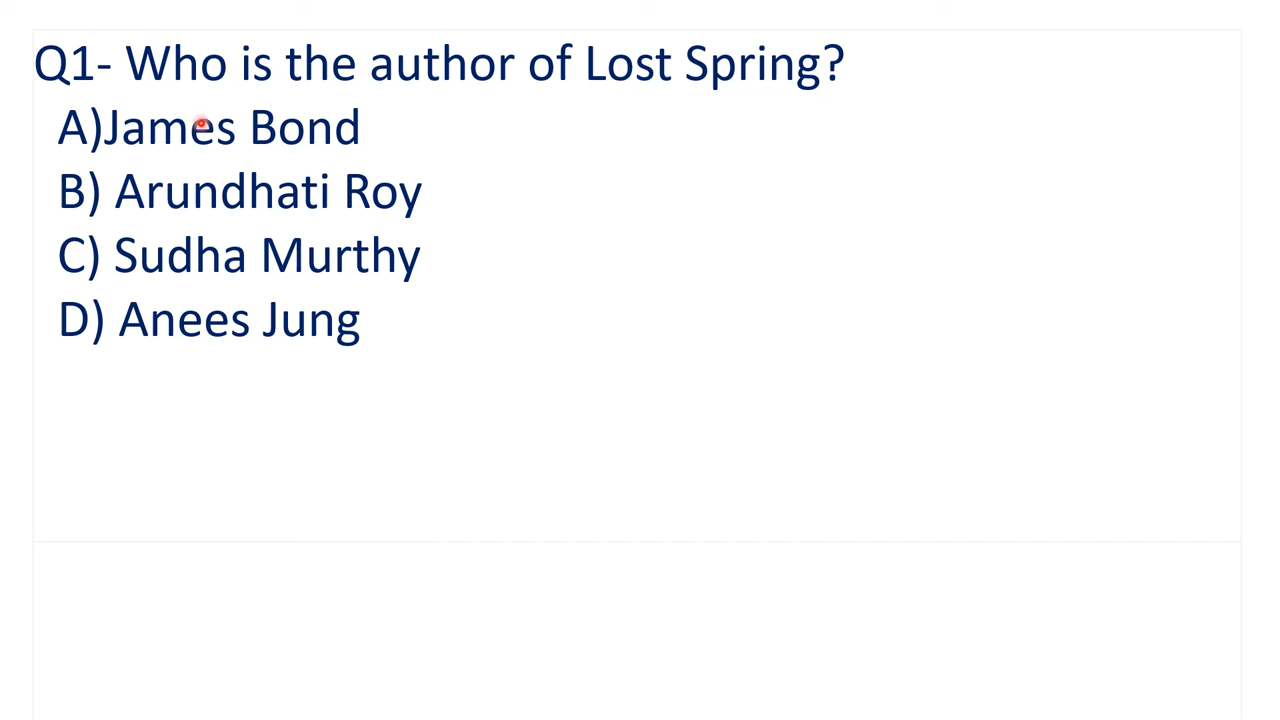 Q1- Who is the author of Lost Spring?
A)James Bond
B) Arundhati Roy
C) Sudha Murthy
D) Anees Jung